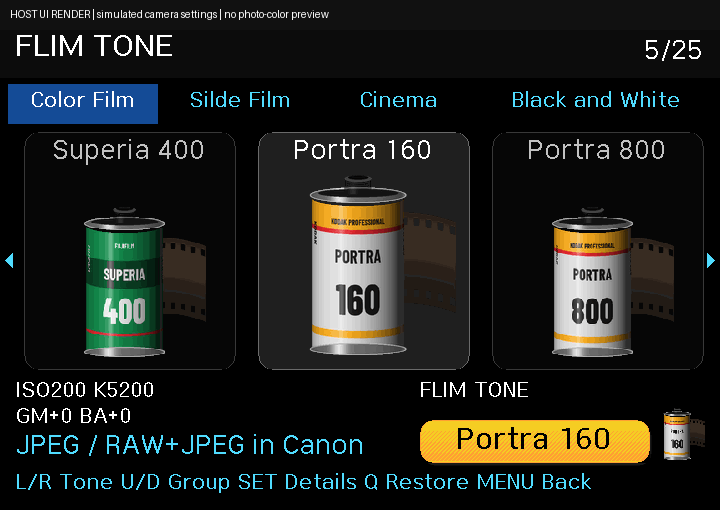 HOST UI RENDER | simulated camera settings | no photo-color preview
FLIM TONE
5/25
Color Film
Silde Film
Cinema
Black and White
Superia 400
Portra 160
Portra 800
FUJIFILM
SUPERIA
400
KODAK PROFESSIONAL
KODAK
PORTRA
160
KODAK PROFESSIONAL
PORTRA
800
ISO200 K5200
GM+0 BA+0
JPEG / RAW+JPEG in Canon
FLIM TONE
Portra 160
PORTRA
160
L/R Tone U/D Group SET Details Q Restore MENU Back